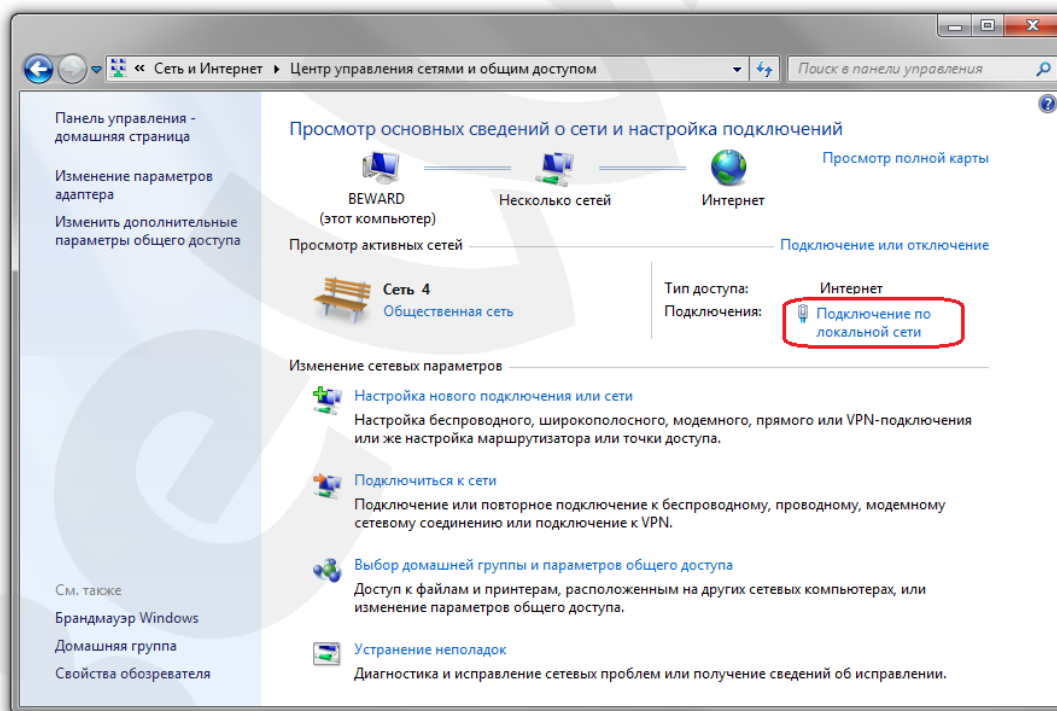 « Сеть и Интернет Центр управления сетями и общим доступом Поиск в панели управления
Панель управления -
домашняя страница
Изменение параметров
адаптера
Изменить дополнительные
параметры общего доступа
См. также
Брандмауэр Windows
Домашняя группа
Свойства обозревателя
Просмотр основных сведений о сети и настройка подключений
Просмотр полной карты
BEWARD
(этот компьютер)
Несколько сетей
Интернет
Просмотр активных сетей
Подключение или отключение
Сеть 4
Общественная сеть
Тип доступа: Интернет
Подключения: Подключение по
локальной сети
Изменение сетевых параметров
Настройка нового подключения или сети
Настройка беспроводного, широкополосного, модемного, прямого или VPN-подключения
или же настройка маршрутизатора или точки доступа.
Подключиться к сети
Подключение или повторное подключение к беспроводному, проводному, модемному
сетевому соединению или подключение к VPN.
Выбор домашней группы и параметров общего доступа
Доступ к файлам и принтерам, расположенным на других сетевых компьютерах, или
изменение параметров общего доступа.
Устранение неполадок
Диагностика и исправление сетевых проблем или получение сведений об исправлении.